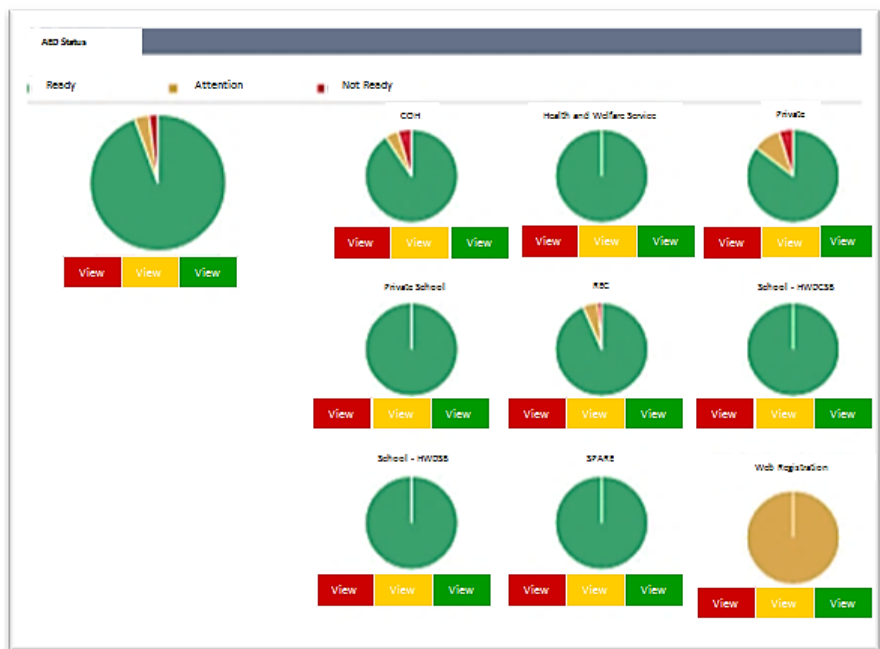 AED Status
Ready Attention Not Ready
COH Health and Welfare Service Private
View View View View View View View View View
View View View
Private School REC School - HWDCSB
View View View View View View View View View
School - HWDSB SPARE Web Registration
View View View View View View View View View